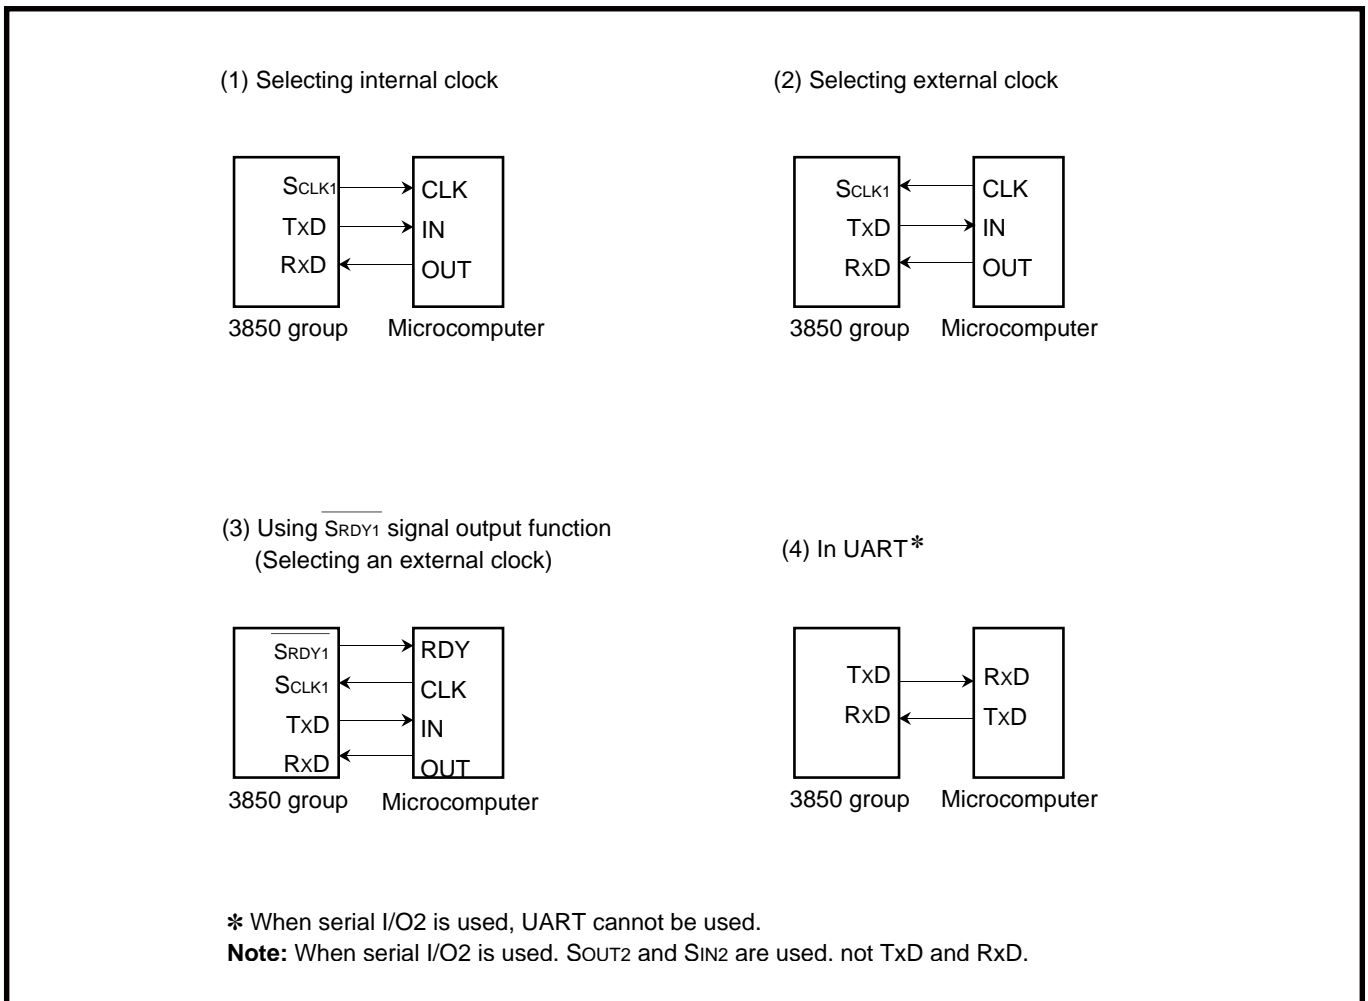 (1) Selecting internal clock
SCLK1
TxD
RxD
CLK
IN
OUT
3850 group
Microcomputer
(2) Selecting external clock
SCLK1
TxD
RxD
CLK
IN
OUT
3850 group
Microcomputer
(3) Using SRDY1 signal output function
(Selecting an external clock)
SRDY1
SCLK1
TxD
RxD
RDY
CLK
IN
OUT
3850 group
Microcomputer
(4) In UART*
TxD
RxD
RxD
TxD
3850 group
Microcomputer
* When serial I/O2 is used, UART cannot be used.
Note: When serial I/O2 is used. SOUT2 and SIN2 are used. not TxD and RxD.